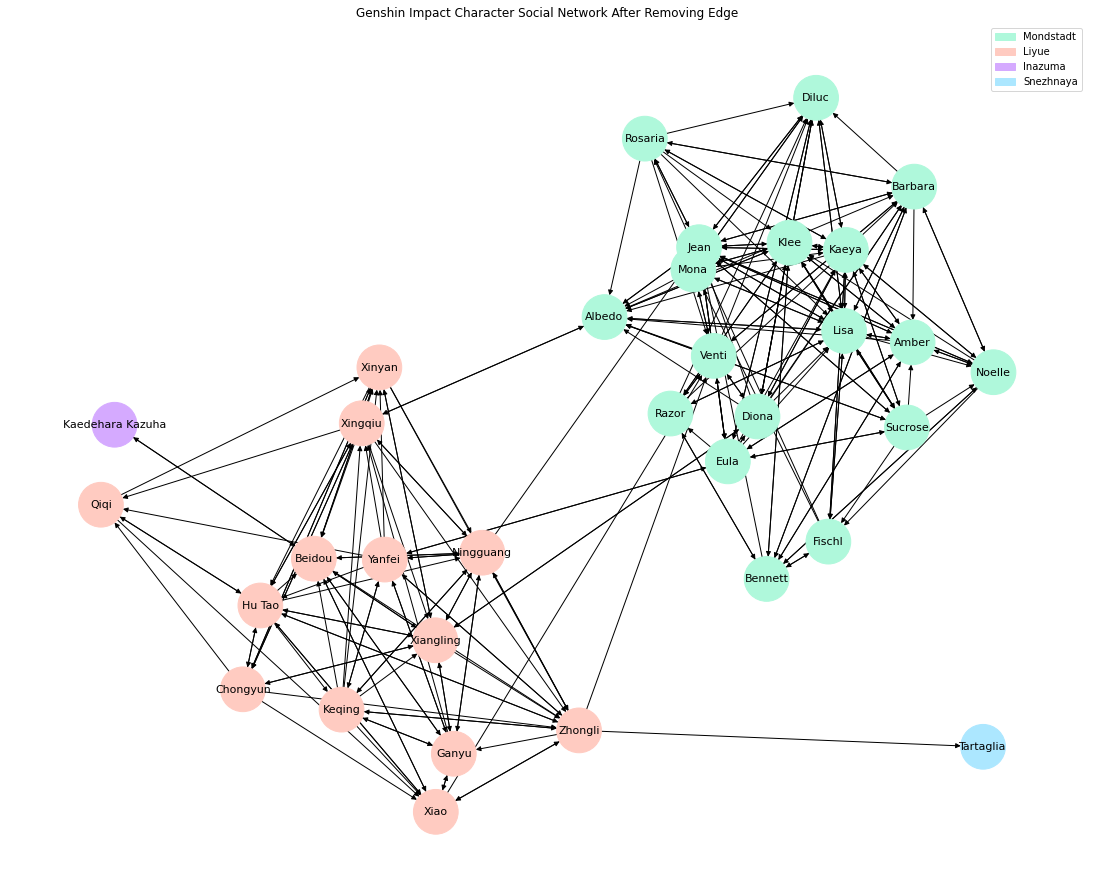 Genshin Impact Character Social Network After Removing Edge
Mondstadt
Liyue
Inazuma
Snezhnaya
Diluc
Rosaria
Barbara
Jean
Klee
Kaeya
Mona
Albedo
Lisa
Amber
Venti
Noelle
Xinyan
Razor
Diona
Xingqiu
Kaedehara Kazuha
Sucrose
Eula
Qiqi
Fischl
Ningguang
Beidou
Yanfei
Bennett
Hu Tao
Xiangling
Chongyun
Keqing
Zhongli
Tartaglia
Ganyu
Xiao